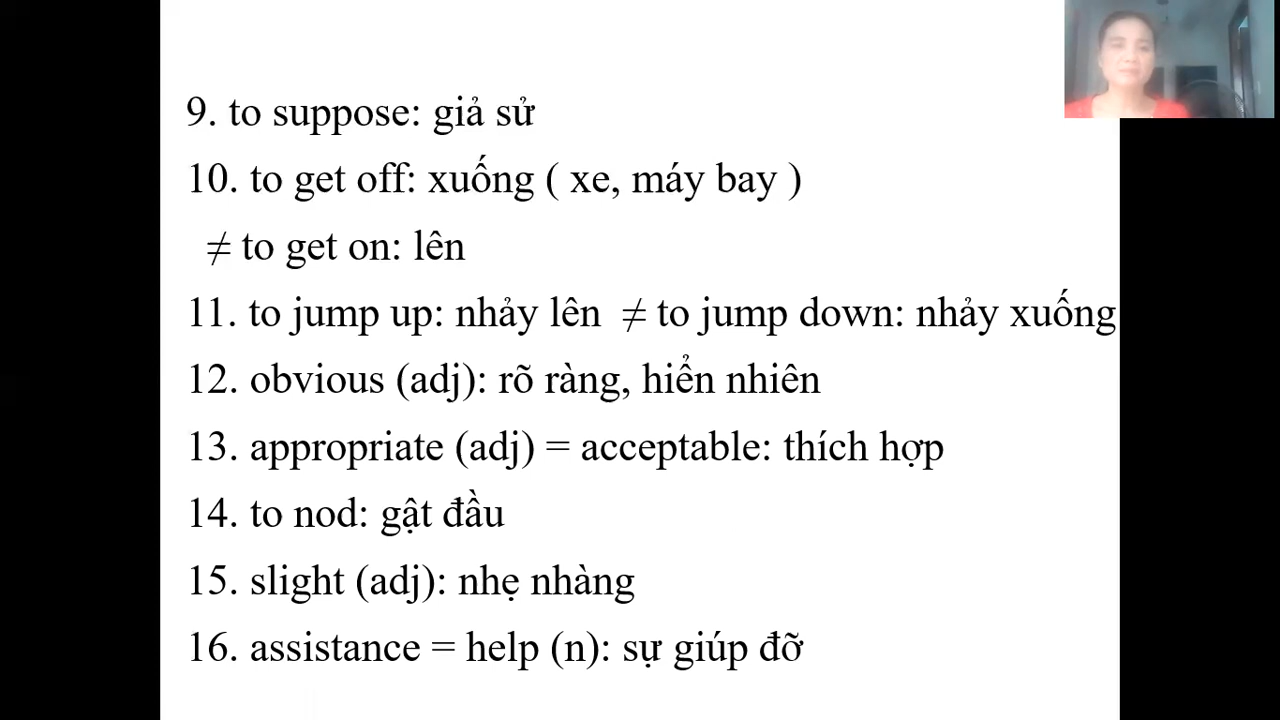 9. to suppose: giả sử
10. to get off: xuống ( xe, máy bay )
≠ to get on: lên
11. to jump up: nhảy lên ≠ to jump down: nhảy xuống
12. obvious (adj): rõ ràng, hiển nhiên
13. appropriate (adj) = acceptable: thích hợp
14. to nod: gật đầu
15. slight (adj): nhẹ nhàng
16. assistance = help (n): sự giúp đỡ